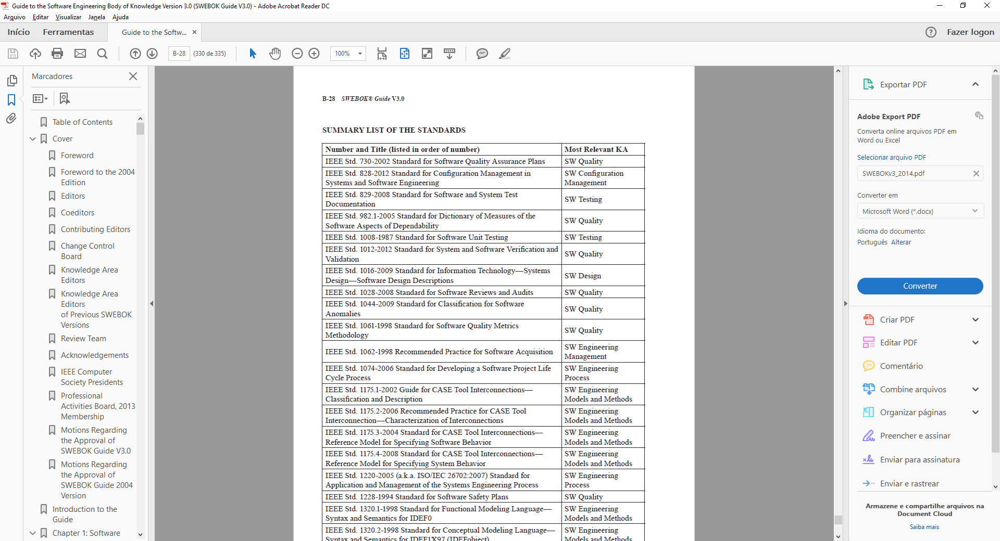 Guide to the Software Engineering Body of Knowledge Version 3.0 (SWEBOK Guide V3.0) - Adobe Acrobat Reader DC
Arquivo Editar Visualizar Janela Ajuda
Início Ferramentas Guide to the Softw... Fazer logon
B-28 (330 de 335) 100%
Marcadores
Table of Contents
Cover
Foreword
Foreword to the 2004
Edition
Editors
Coeditors
Contributing Editors
Change Control
Board
Knowledge Area
Editors
Knowledge Area
Editors
of Previous SWEBOK
Versions
Review Team
Acknowledgements
IEEE Computer
Society Presidents
Professional
Activities Board, 2013
Membership
Motions Regarding
the Approval of
SWEBOK Guide V3.0
Motions Regarding
the Approval of
SWEBOK Guide 2004
Version
Introduction to the
Guide
Chapter 1: Software
B-28 SWEBOK® Guide V3.0
SUMMARY LIST OF THE STANDARDS
Number and Title (listed in order of number) Most Relevant KA
IEEE Std. 730-2002 Standard for Software Quality Assurance Plans SW Quality
IEEE Std. 828-2012 Standard for Configuration Management in SW Configuration
Systems and Software Engineering Management
IEEE Std. 829-2008 Standard for Software and System Test
Documentation SW Testing
IEEE Std. 982.1-2005 Standard for Dictionary of Measures of the
Software Aspects of Dependability SW Quality
IEEE Std. 1008-1987 Standard for Software Unit Testing SW Testing
IEEE Std. 1012-2012 Standard for System and Software Verification and
Validation SW Quality
IEEE Std. 1016-2009 Standard for Information Technology—Systems
Design—Software Design Descriptions SW Design
IEEE Std. 1028-2008 Standard for Software Reviews and Audits SW Quality
IEEE Std. 1044-2009 Standard for Classification for Software
Anomalies SW Quality
IEEE Std. 1061-1998 Standard for Software Quality Metrics
Methodology SW Quality
IEEE Std. 1062-1998 Recommended Practice for Software Acquisition SW Engineering
Management
IEEE Std. 1074-2006 Standard for Developing a Software Project Life SW Engineering
Cycle Process Process
IEEE Std. 1175.1-2002 Guide for CASE Tool Interconnections— SW Engineering
Classification and Description Models and Methods
IEEE Std. 1175.2-2006 Recommended Practice for CASE Tool SW Engineering
Interconnection—Characterization of Interconnections Models and Methods
IEEE Std. 1175.3-2004 Standard for CASE Tool Interconnections— SW Engineering
Reference Model for Specifying Software Behavior Models and Methods
IEEE Std. 1175.4-2008 Standard for CASE Tool Interconnections— SW Engineering
Reference Model for Specifying System Behavior Models and Methods
IEEE Std. 1220-2005 (a.k.a. ISO/IEC 26702:2007) Standard for SW Engineering
Application and Management of the Systems Engineering Process Process
IEEE Std. 1228-1994 Standard for Software Safety Plans SW Quality
IEEE Std. 1320.1-1998 Standard for Functional Modeling Language— SW Engineering
Syntax and Semantics for IDEF0 Models and Methods
IEEE Std. 1320.2-1998 Standard for Conceptual Modeling Language— SW Engineering
Syntax and Semantics for IDEF1X97 (IDEFobject) Models and Methods
Exportar PDF
Adobe Export PDF
Converta online arquivos PDF em
Word ou Excel
Selecionar arquivo PDF
SWEBOKv3_2014.pdf
Converter em
Microsoft Word (*.docx)
Idioma do documento:
Português Alterar
Converter
Criar PDF
Editar PDF
Comentário
Combine arquivos
Organizar páginas
Preencher e assinar
Enviar para assinatura
Enviar e rastrear
Armazene e compartilhe arquivos na
Document Cloud
Saiba mais